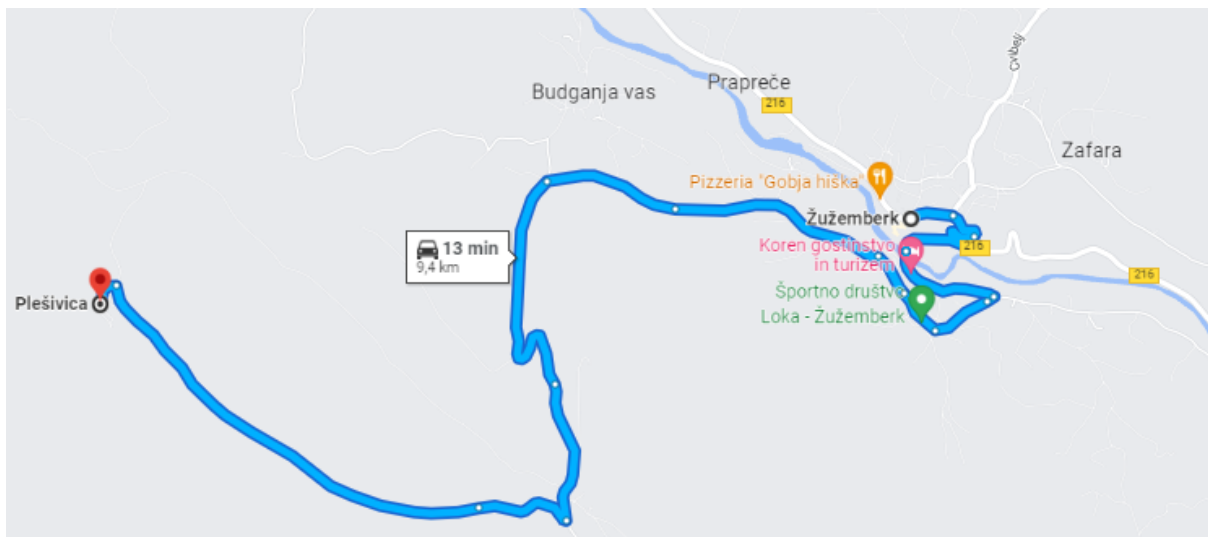 Cvibelj
Prapreče
Budganja vas
216
Zafara
Pizzeria "Gobja hiška"
Žužemberk
Koren gostinstvo
in turizem
216
216
13 min
9,4 km
Športno društvo
Loka - Žužemberk
Plešivica